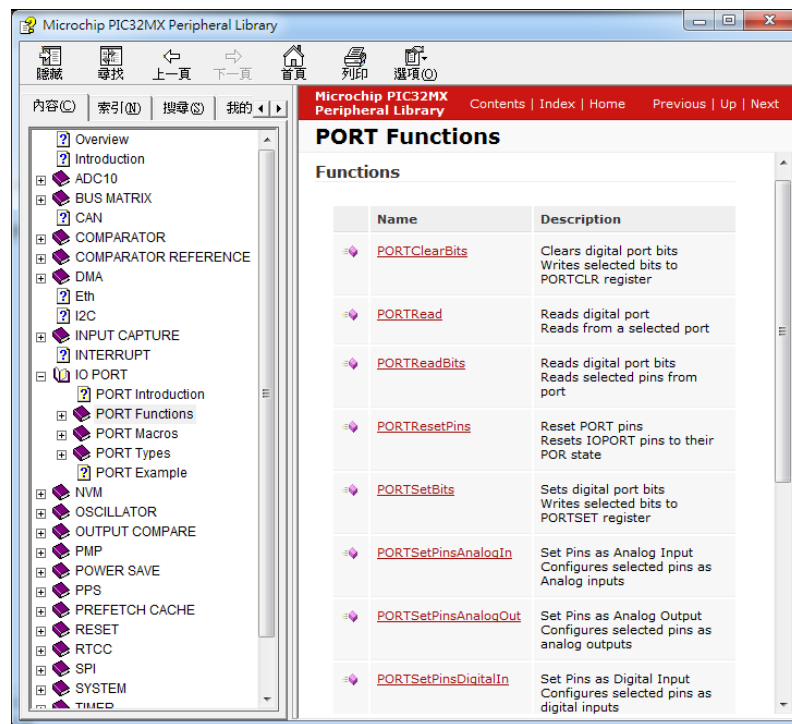 Microchip PIC32MX Peripheral Library
隱藏 尋找 上一頁 下一頁 首頁 列印 選項(O)
內容(C) 索引(N) 搜尋(S) 我的
Overview
Introduction
ADC10
BUS MATRIX
CAN
COMPARATOR
COMPARATOR REFERENCE
DMA
Eth
I2C
INPUT CAPTURE
INTERRUPT
IO PORT
PORT Introduction
PORT Functions
PORT Macros
PORT Types
PORT Example
NVM
OSCILLATOR
OUTPUT COMPARE
PMP
POWER SAVE
PPS
PREFETCH CACHE
RESET
RTCC
SPI
SYSTEM
TIMER
Microchip PIC32MX
Peripheral Library
Contents | Index | Home Previous | Up | Next
PORT Functions
Functions
Name Description
PORTClearBits Clears digital port bits
Writes selected bits to
PORTCLR register
PORTRead Reads digital port
Reads from a selected port
PORTReadBits Reads digital port bits
Reads selected pins from
port
PORTResetPins Reset PORT pins
Resets IOPORT pins to their
POR state
PORTSetBits Sets digital port bits
Writes selected bits to
PORTSET register
PORTSetPinsAnalogIn Set Pins as Analog Input
Configures selected pins as
Analog inputs
PORTSetPinsAnalogOut Set Pins as Analog Output
Configures selected pins as
analog outputs
PORTSetPinsDigitalIn Set Pins as Digital Input
Configures selected pins as
digital inputs